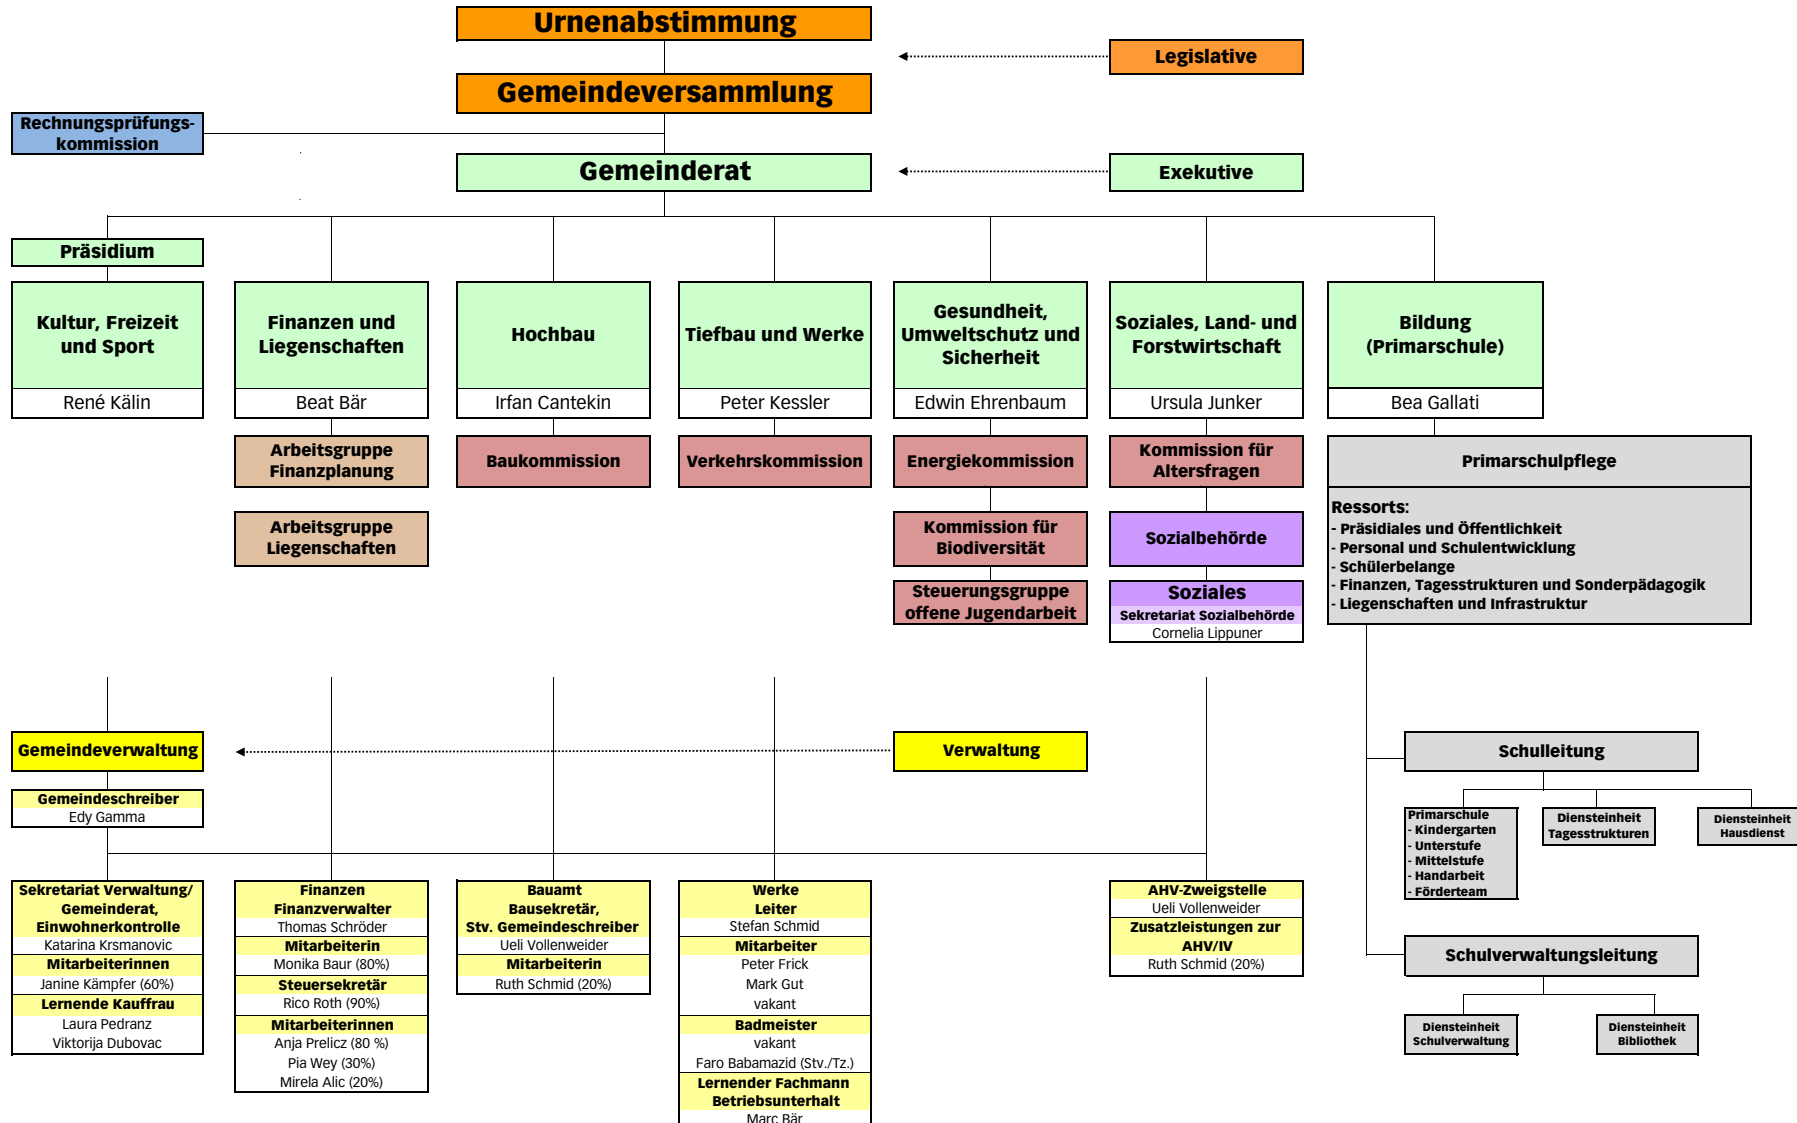 Urnenabstimmung
Legislative
Gemeindeversammlung
Rechnungsprüfungs-
kommission
Gemeinderat
Exekutive
Präsidium
Kultur, Freizeit
und Sport
René Kälin
Finanzen und
Liegenschaften
Beat Bär
Hochbau
Irfan Cantekin
Tiefbau und Werke
Peter Kessler
Gesundheit,
Umweltschutz und
Sicherheit
Edwin Ehrenbaum
Soziales, Land- und
Forstwirtschaft
Ursula Junker
Bildung
(Primarschule)
Bea Gallati
Arbeitsgruppe
Finanzplanung
Arbeitsgruppe
Liegenschaften
Baukommission
Verkehrskommission
Energiekommission
Kommission für
Biodiversität
Steuerungsgruppe
offene Jugendarbeit
Kommission für
Altersfragen
Sozialbehörde
Soziales
Sekretariat Sozialbehörde
Cornelia Lippuner
Primarschulpflege
Ressorts:
- Präsidiales und Öffentlichkeit
- Personal und Schulentwicklung
- Schülerbelange
- Finanzen, Tagesstrukturen und Sonderpädagogik
- Liegenschaften und Infrastruktur
Gemeindeverwaltung
Verwaltung
Gemeindeschreiber
Edy Gamma
Sekretariat Verwaltung/
Gemeinderat,
Einwohnerkontrolle
Katarina Krsmanovic
Mitarbeiterinnen
Janine Kämpfer (60%)
Lernende Kauffrau
Laura Pedranz
Viktorija Dubovac
Finanzen
Finanzverwalter
Thomas Schröder
Mitarbeiterin
Monika Baur (80%)
Steuersekretär
Rico Roth (90%)
Mitarbeiterinnen
Anja Prelicz (80 %)
Pia Wey (30%)
Mirela Alic (20%)
Bauamt
Bausekretär,
Stv. Gemeindeschreiber
Ueli Vollenweider
Mitarbeiterin
Ruth Schmid (20%)
Werke
Leiter
Stefan Schmid
Mitarbeiter
Peter Frick
Mark Gut
vakant
Badmeister
vakant
Faro Babamazid (Stv./Tz.)
Lernender Fachmann
Betriebsunterhalt
Marc Bär
AHV-Zweigstelle
Ueli Vollenweider
Zusatzleistungen zur
AHV/IV
Ruth Schmid (20%)
Schulleitung
Primarschule
- Kindergarten
- Unterstufe
- Mittelstufe
- Handarbeit
- Förderteam
Diensteinheit
Tagesstrukturen
Diensteinheit
Hausdienst
Schulverwaltungsleitung
Diensteinheit
Schulverwaltung
Diensteinheit
Bibliothek